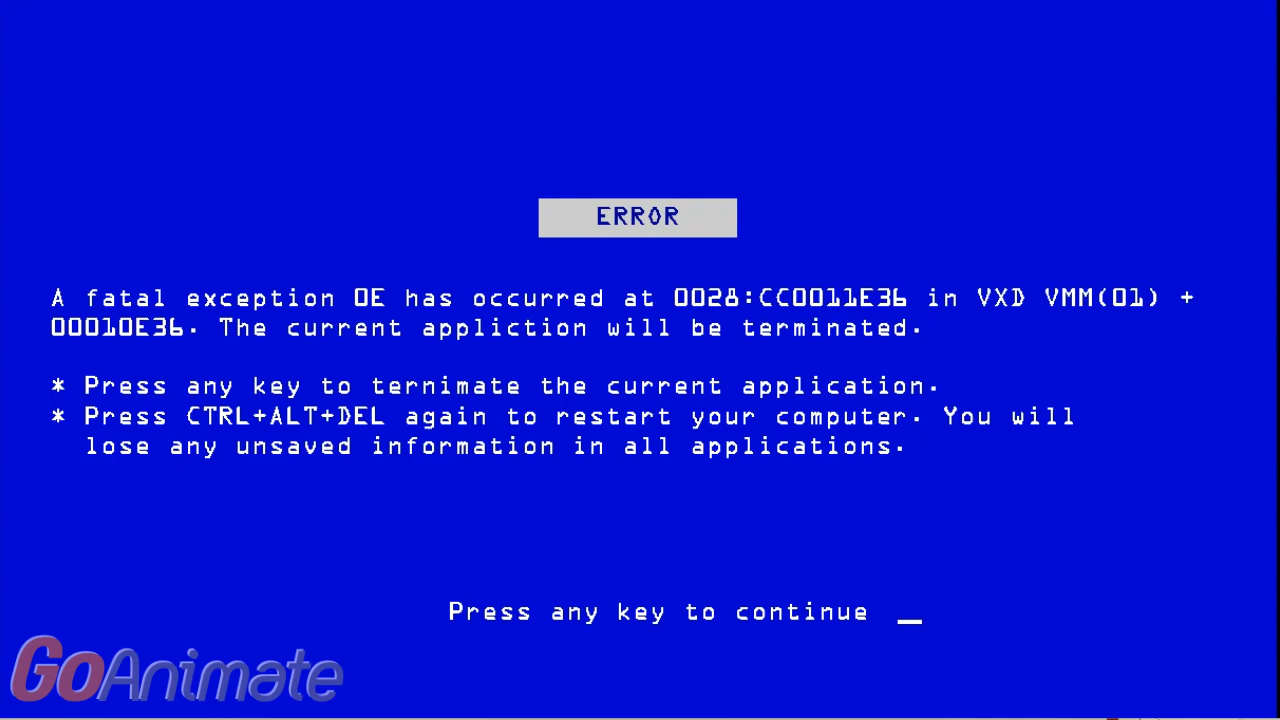 ERROR
A fatal exception 0E has occurred at 0028:CC0011E36 in VXD VMM(01) +
00010E36. The current appliction will be terminated.
* Press any key to ternimate the current application.
* Press CTRL+ALT+DEL again to restart your computer. You will
lose any unsaved information in all applications.
Press any key to continue _
GoAnimate